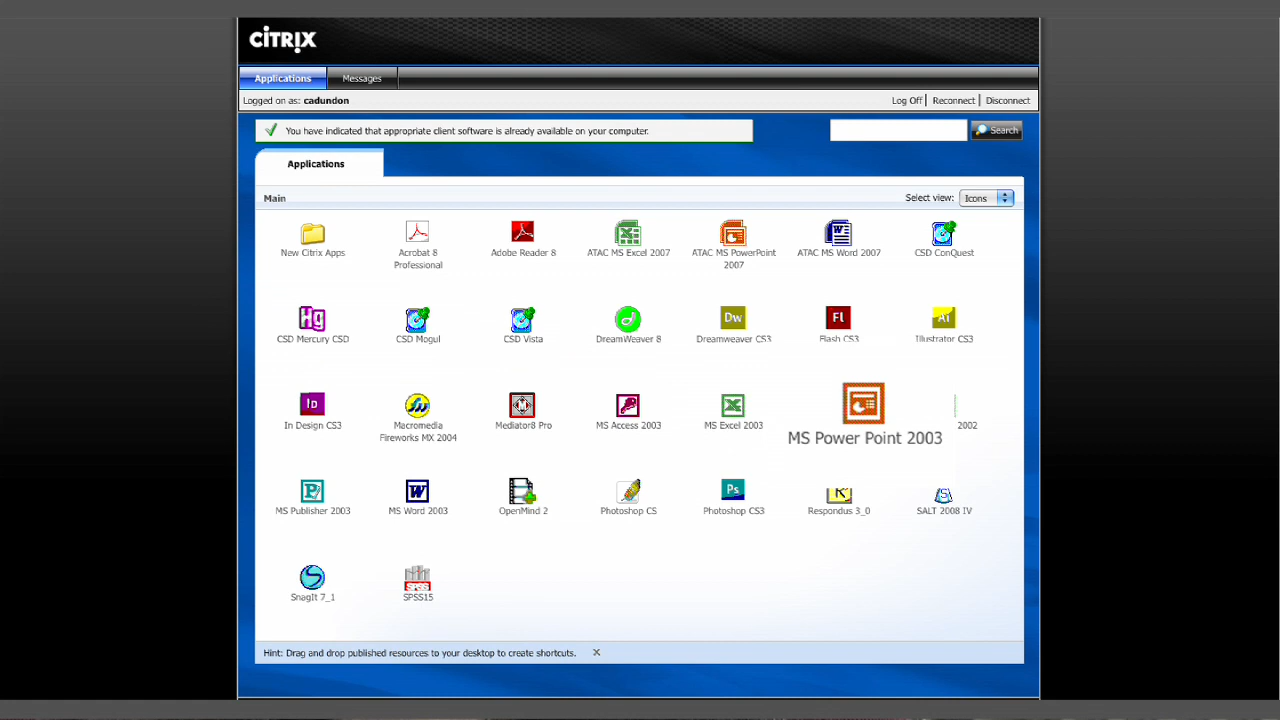 CITRIX
Applications Messages
Logged on as: cadundon Log Off Reconnect Disconnect
You have indicated that appropriate client software is already available on your computer. Search
Applications
Main Select view: Icons
New Citrix Apps Acrobat 8 Adobe Reader 8 ATAC MS Excel 2007 ATAC MS PowerPoint ATAC MS Word 2007 CSD ConQuest
Professional 2007
Hg Dw Fl Ai
CSD Mercury CSD CSD Mogul CSD Vista DreamWeaver 8 Dreamweaver CS3 Flash CS3 Illustrator CS3
In Design CS3 Macromedia Mediator8 Pro MS Access 2003 MS Excel 2003 MS Power Point 2003 2002
Fireworks MX 2004
Ps
MS Publisher 2003 MS Word 2003 OpenMind 2 Photoshop CS Photoshop CS3 Respondus 3_0 SALT 2008 IV
SPSS
SnagIt 7_1 SPSS15
Hint: Drag and drop published resources to your desktop to create shortcuts.